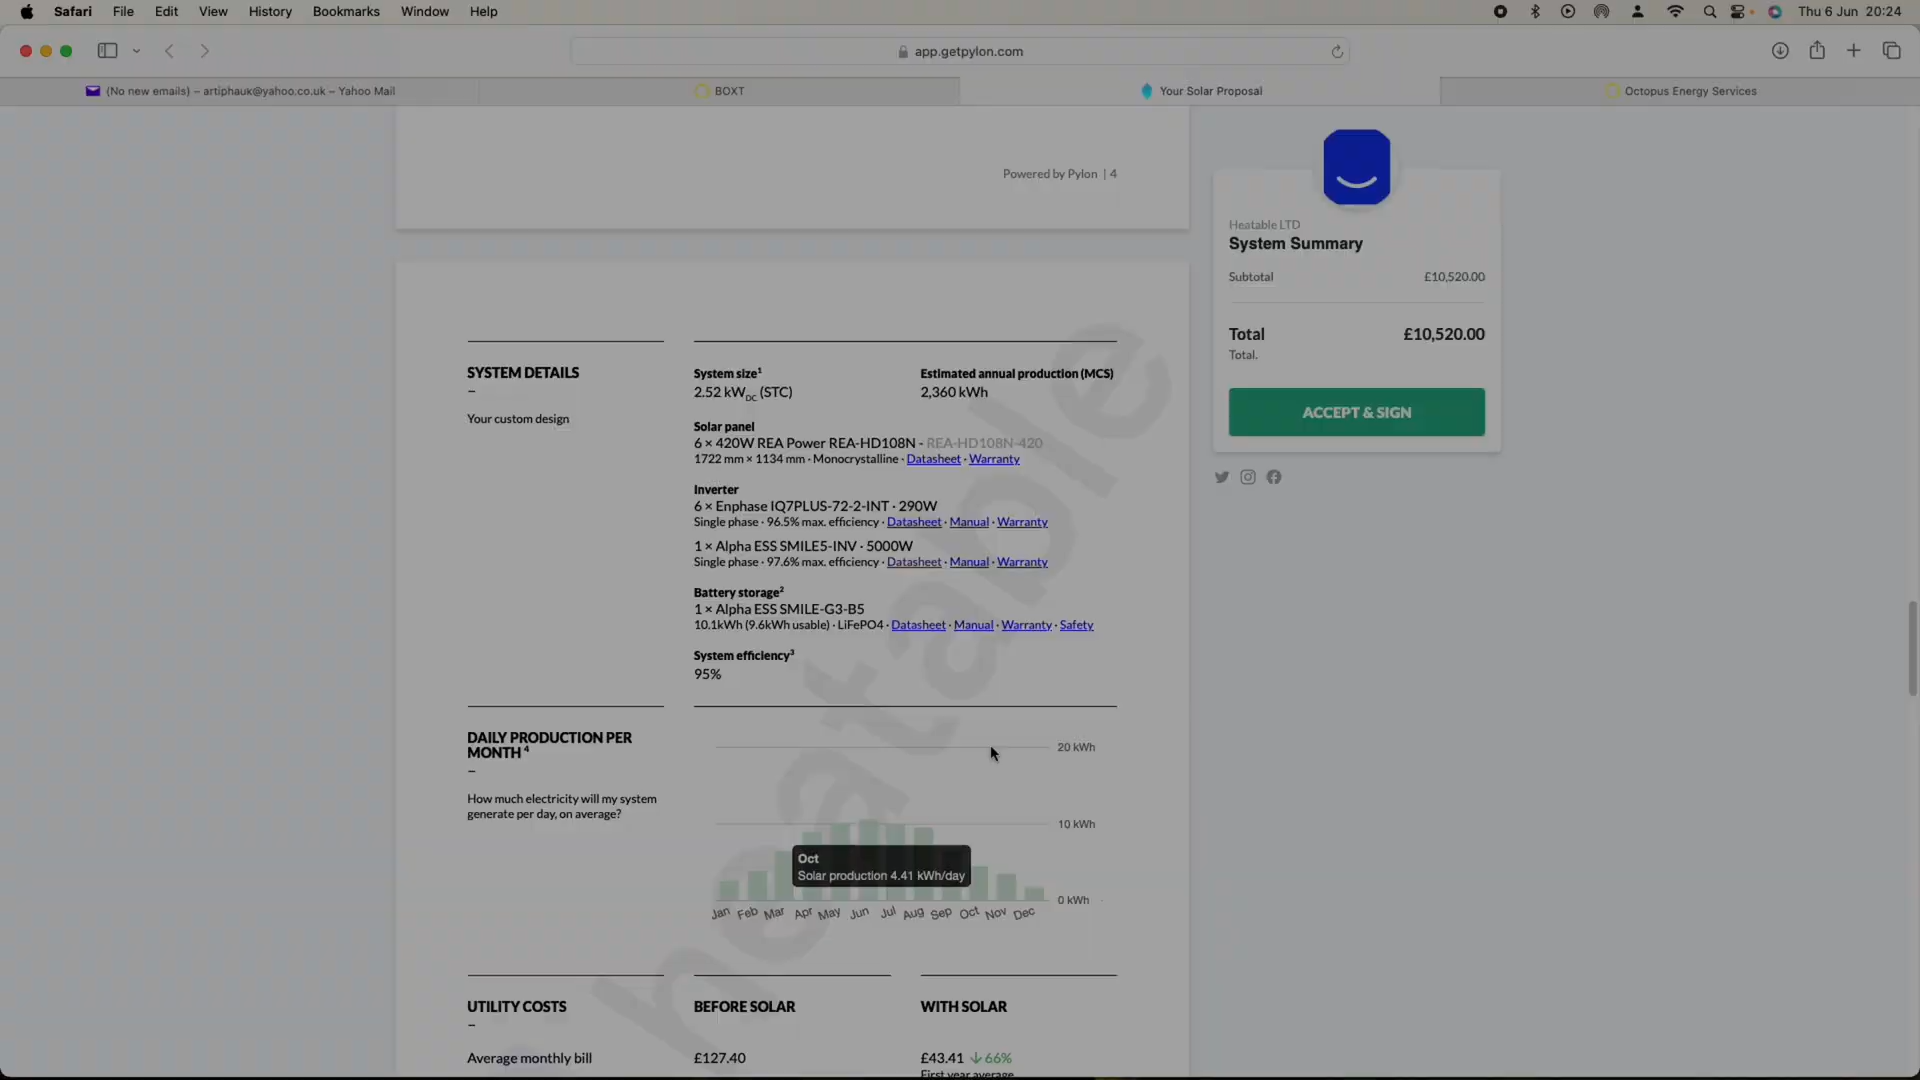 Safari File Edit View History Bookmarks Window Help Thu 6 Jun 20:24
app.getpylon.com
(No new emails) – artiphauk@yahoo.co.uk – Yahoo Mail
BOXT
Your Solar Proposal
Octopus Energy Services
Powered by Pylon | 4
Heatable LTD
System Summary
Subtotal £10,520.00
Total £10,520.00
Total.
ACCEPT & SIGN
SYSTEM DETAILS
–
Your custom design
System size¹
2.52 kWDC (STC)
Estimated annual production (MCS)
2,360 kWh
Solar panel
6 × 420W REA Power REA-HD108N - REA-HD108N-420
1722 mm × 1134 mm · Monocrystalline · Datasheet · Warranty
Inverter
6 × Enphase IQ7PLUS-72-2-INT · 290W
Single phase · 96.5% max. efficiency · Datasheet · Manual · Warranty
1 × Alpha ESS SMILE5-INV · 5000W
Single phase · 97.6% max. efficiency · Datasheet · Manual · Warranty
Battery storage²
1 × Alpha ESS SMILE-G3-B5
10.1kWh (9.6kWh usable) · LiFePO4 · Datasheet · Manual · Warranty · Safety
System efficiency³
95%
heatable
DAILY PRODUCTION PER
MONTH ⁴
–
How much electricity will my system
generate per day, on average?
20 kWh
10 kWh
0 kWh
Oct
Solar production 4.41 kWh/day
Jan Feb Mar Apr May Jun Jul Aug Sep Oct Nov Dec
UTILITY COSTS
–
BEFORE SOLAR
WITH SOLAR
Average monthly bill
£127.40
£43.41 ↓66%
First year average